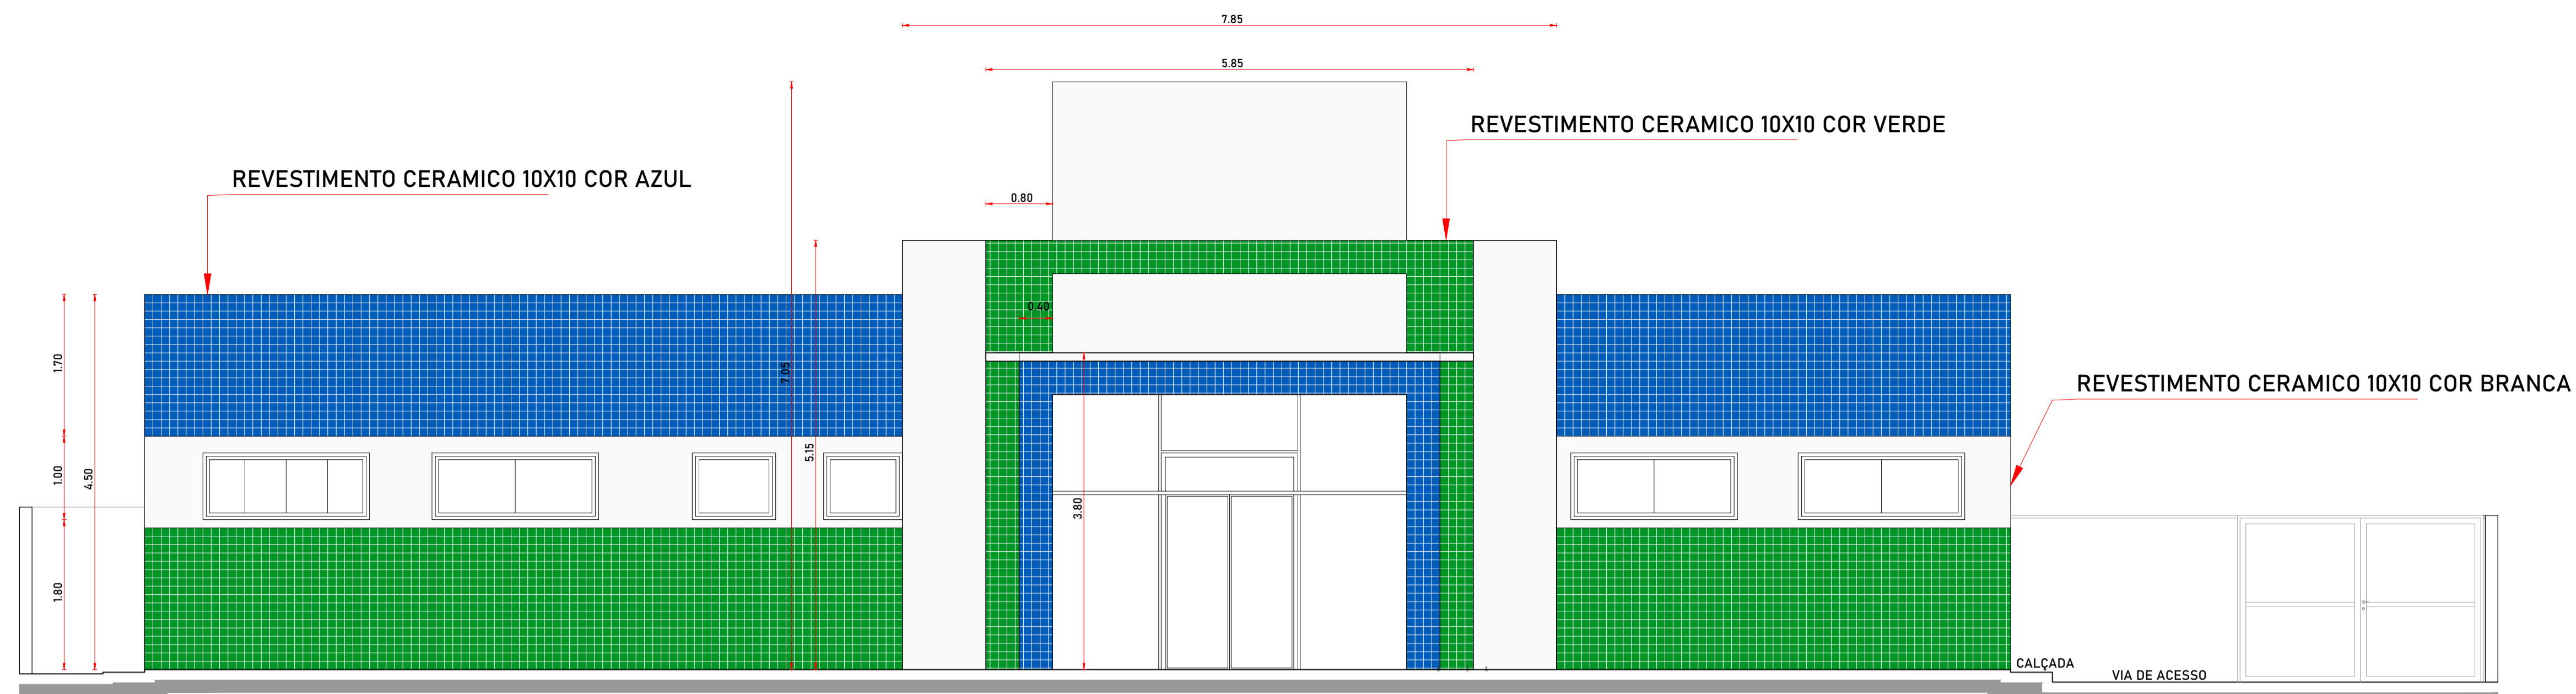 7.85
5.85
REVESTIMENTO CERAMICO 10X10 COR VERDE
REVESTIMENTO CERAMICO 10X10 COR AZUL
0.80
0.40
1.70
7.05
REVESTIMENTO CERAMICO 10X10 COR BRANCA
5.15
1.00
4.50
3.80
1.80
CALÇADA
VIA DE ACESSO